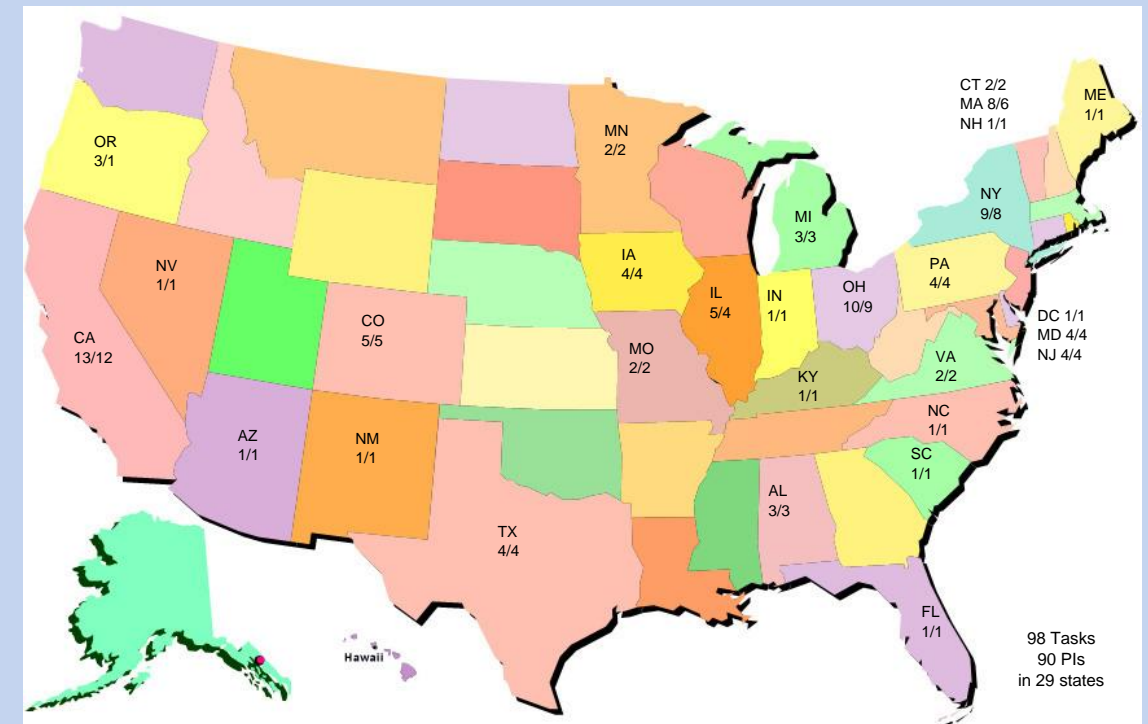 CT 2/2
MA 8/6
NH 1/1
ME
1/1
OR
3/1
MN
2/2
NY
9/8
MI
3/3
NV
1/1
IA
4/4
PA
4/4
IL
5/4
IN
1/1
OH
10/9
CO
5/5
DC 1/1
MD 4/4
NJ 4/4
CA
13/12
MO
2/2
VA
2/2
KY
1/1
NC
1/1
AZ
1/1
NM
1/1
SC
1/1
AL
3/3
TX
4/4
FL
1/1
Hawaii
98 Tasks
90 PIs
in 29 states